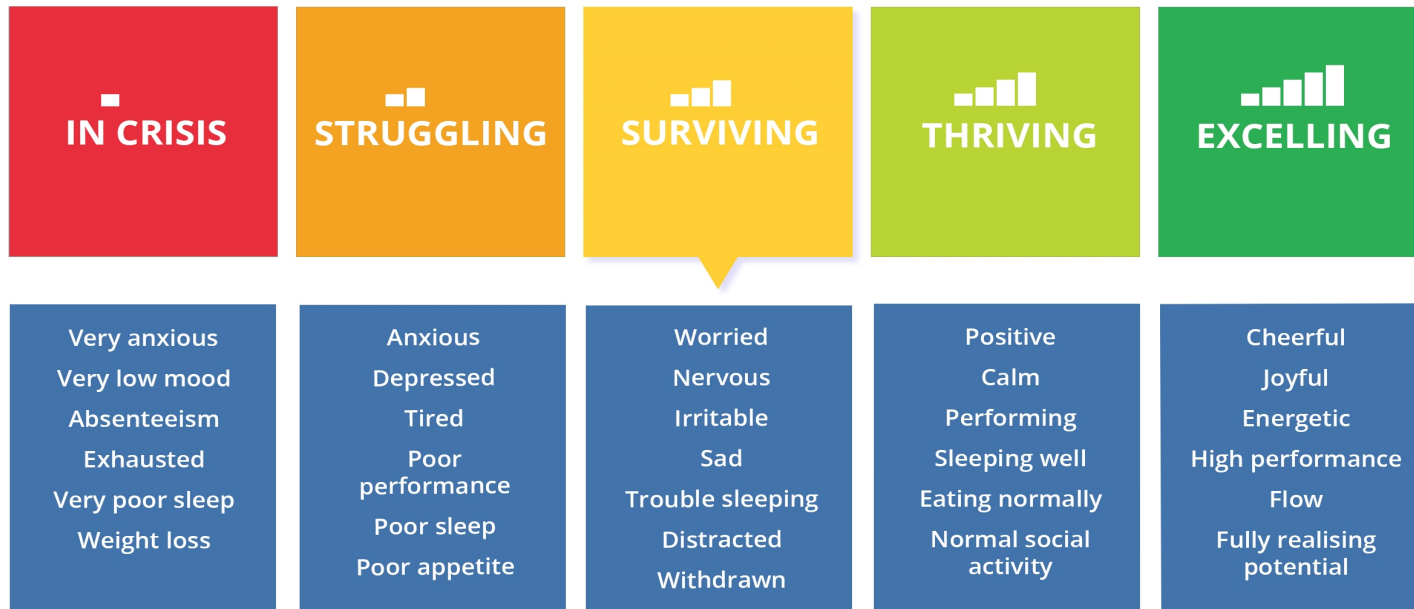 IN CRISIS
STRUGGLING
SURVIVING
THRIVING
EXCELLING
Very anxious
Very low mood
Absenteeism
Exhausted
Very poor sleep
Weight loss
Anxious
Depressed
Tired
Poor
performance
Poor sleep
Poor appetite
Worried
Nervous
Irritable
Sad
Trouble sleeping
Distracted
Withdrawn
Positive
Calm
Performing
Sleeping well
Eating normally
Normal social
activity
Cheerful
Joyful
Energetic
High performance
Flow
Fully realising
potential